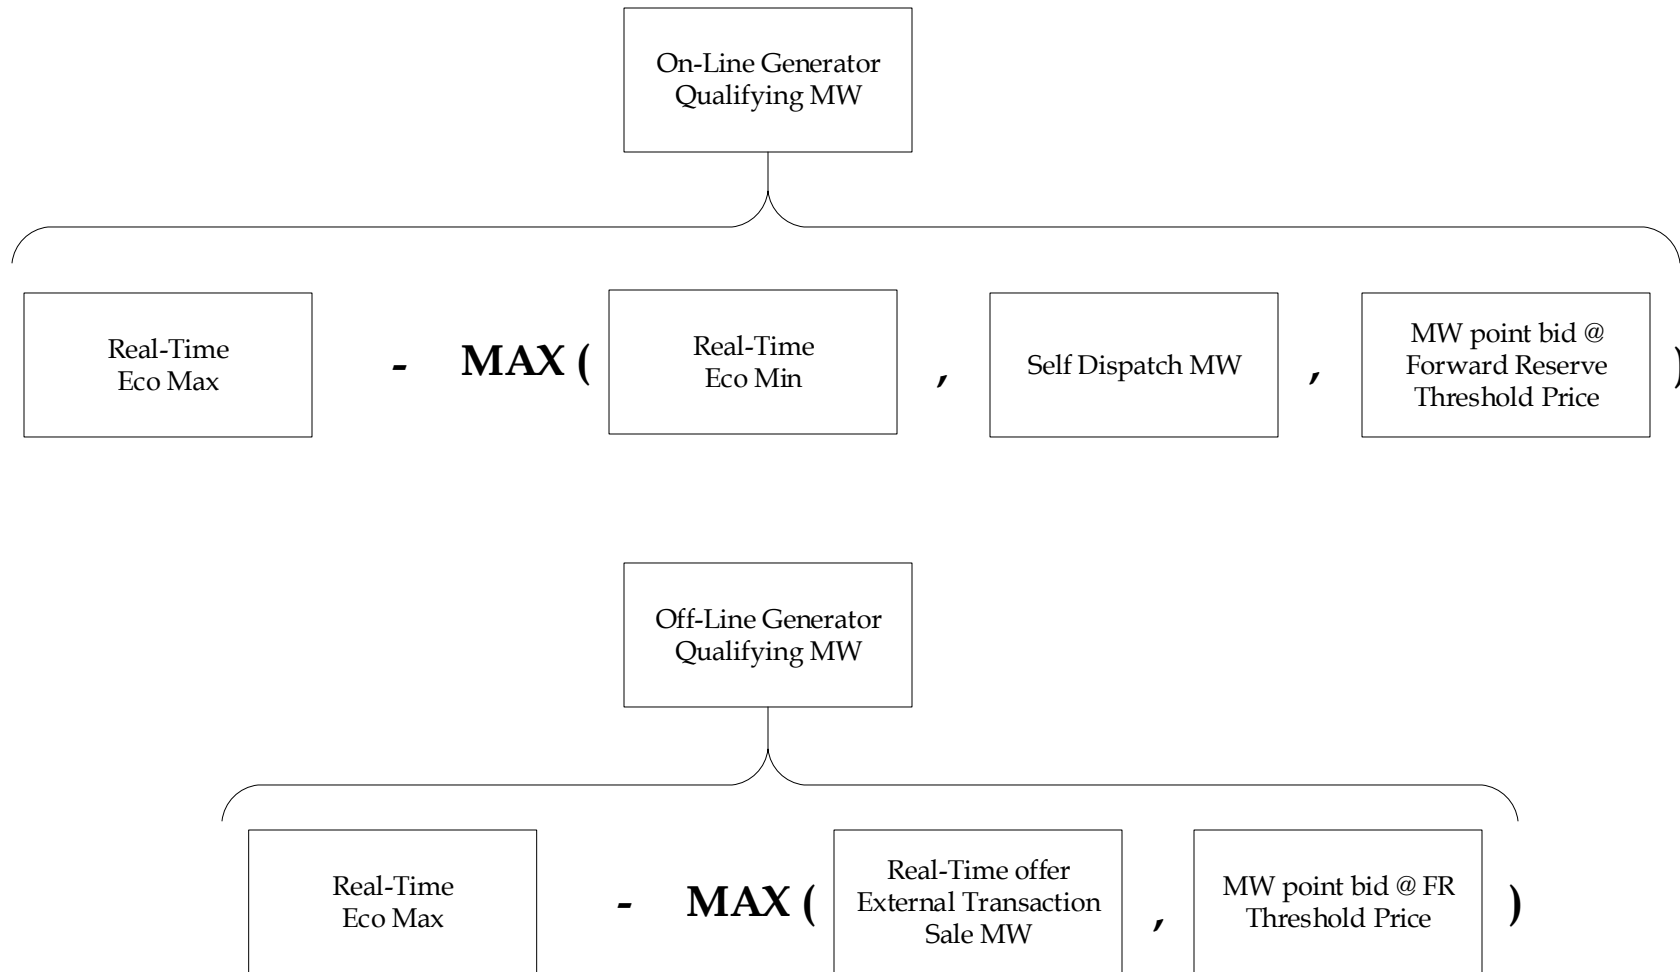 On-Line Generator
Qualifying MW
Real-Time
Eco Max
-
MAX (
Real-Time
Eco Min
,
Self Dispatch MW
,
MW point bid @
Forward Reserve
Threshold Price
)
Off-Line Generator
Qualifying MW
Real-Time
Eco Max
-
MAX (
Real-Time offer
External Transaction
Sale MW
,
MW point bid @ FR
Threshold Price
)